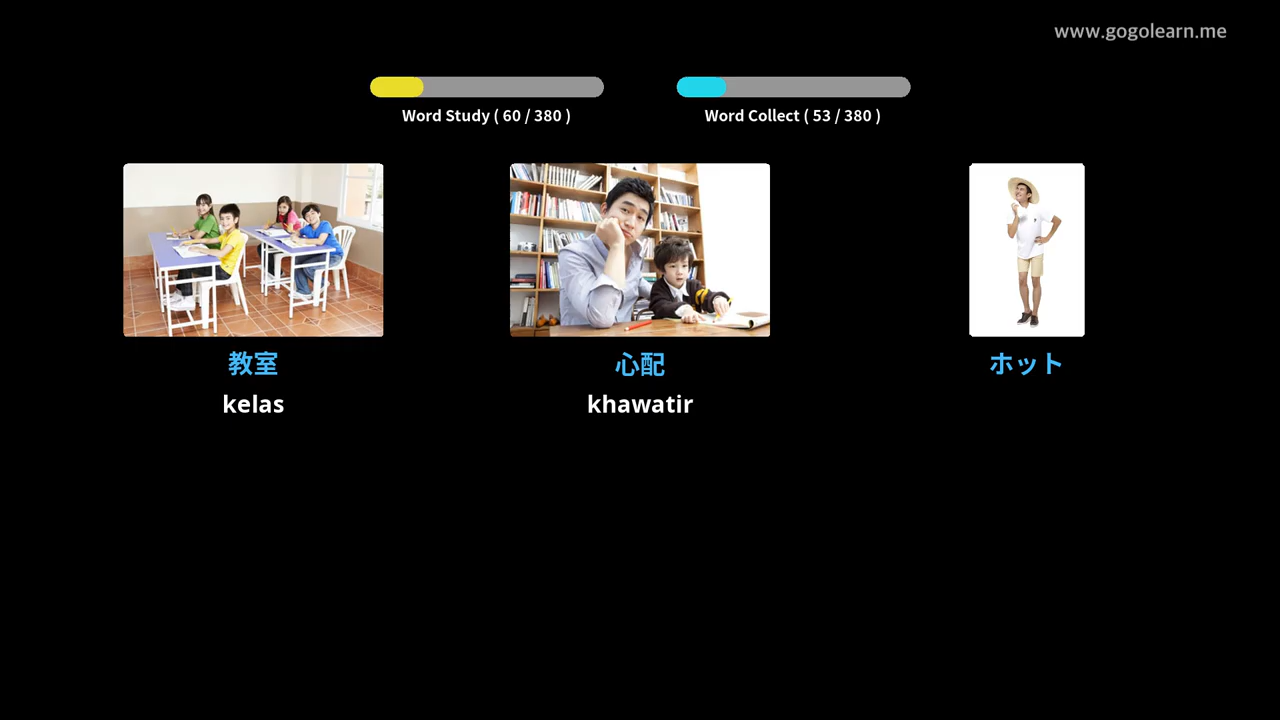 www.gogolearn.me
Word Study ( 60 / 380 )
Word Collect ( 53 / 380 )
教室
心配
ホット
kelas
khawatir